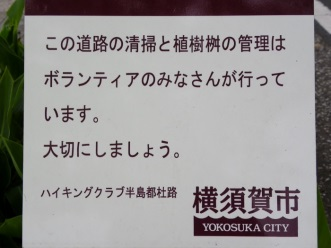 この道路の清掃と植樹桝の管理は
ボランティアのみなさんが行って
います。
大切にしましょう。
ハイキングクラブ半島都杜路
横須賀市
YOKOSUKA CITY